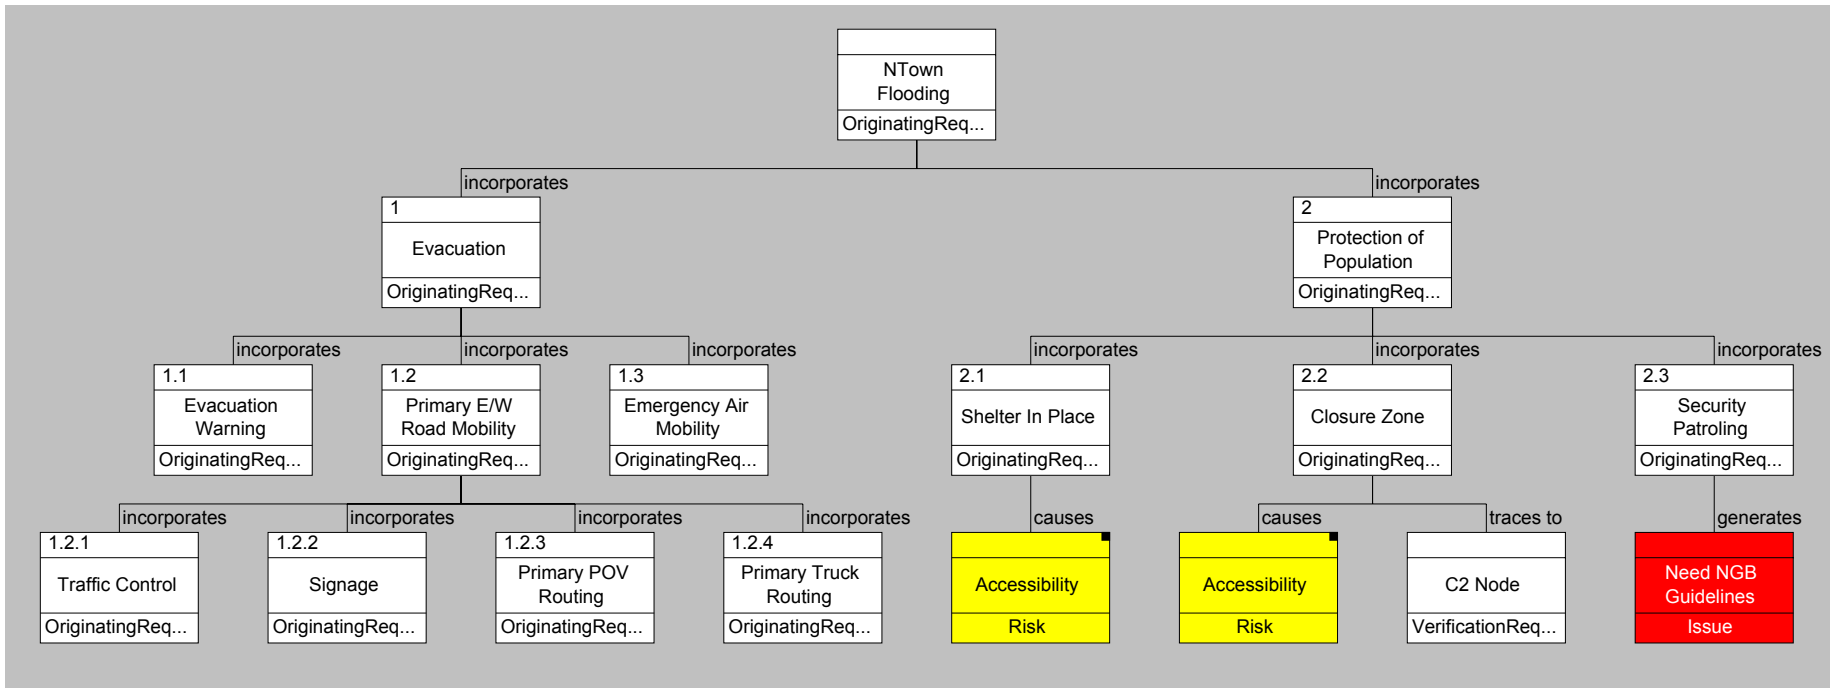 NTown
Flooding
OriginatingReq...
incorporates
incorporates
1
Evacuation
OriginatingReq...
2
Protection of
Population
OriginatingReq...
incorporates
incorporates
incorporates
incorporates
incorporates
incorporates
1.1
Evacuation
Warning
OriginatingReq...
1.2
Primary E/W
Road Mobility
OriginatingReq...
1.3
Emergency Air
Mobility
OriginatingReq...
2.1
Shelter In Place
OriginatingReq...
2.2
Closure Zone
OriginatingReq...
2.3
Security
Patroling
OriginatingReq...
incorporates
incorporates
incorporates
incorporates
causes
causes
traces to
generates
1.2.1
Traffic Control
OriginatingReq...
1.2.2
Signage
OriginatingReq...
1.2.3
Primary POV
Routing
OriginatingReq...
1.2.4
Primary Truck
Routing
OriginatingReq...
Accessibility
Risk
Accessibility
Risk
C2 Node
VerificationReq...
Need NGB
Guidelines
Issue